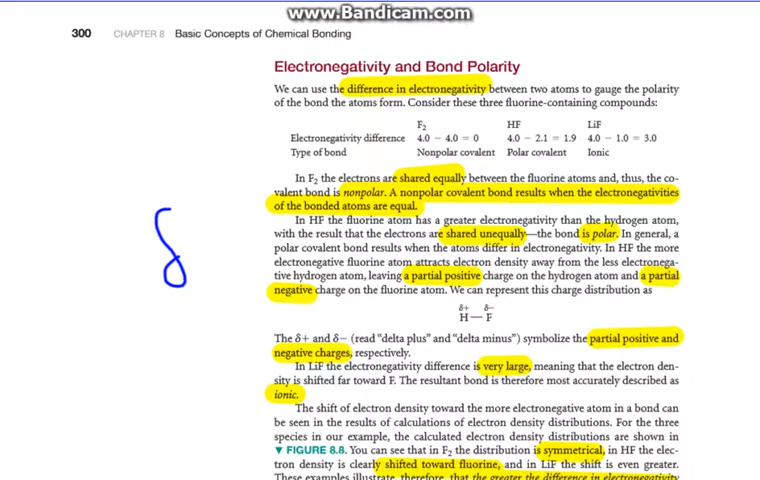 www.Bandicam.com
300 CHAPTER 8 Basic Concepts of Chemical Bonding
Electronegativity and Bond Polarity
We can use the difference in electronegativity between two atoms to gauge the polarity
of the bond the atoms form. Consider these three fluorine-containing compounds:
F₂ HF LiF
Electronegativity difference 4.0 − 4.0 = 0 4.0 − 2.1 = 1.9 4.0 − 1.0 = 3.0
Type of bond Nonpolar covalent Polar covalent Ionic
In F₂ the electrons are shared equally between the fluorine atoms and, thus, the co-
valent bond is nonpolar. A nonpolar covalent bond results when the electronegativities
of the bonded atoms are equal.
In HF the fluorine atom has a greater electronegativity than the hydrogen atom,
with the result that the electrons are shared unequally—the bond is polar. In general, a
polar covalent bond results when the atoms differ in electronegativity. In HF the more
electronegative fluorine atom attracts electron density away from the less electronega-
tive hydrogen atom, leaving a partial positive charge on the hydrogen atom and a partial
negative charge on the fluorine atom. We can represent this charge distribution as
δ
δ+ δ−
H—F
The δ+ and δ− (read "delta plus" and "delta minus") symbolize the partial positive and
negative charges, respectively.
In LiF the electronegativity difference is very large, meaning that the electron den-
sity is shifted far toward F. The resultant bond is therefore most accurately described as
ionic.
The shift of electron density toward the more electronegative atom in a bond can
be seen in the results of calculations of electron density distributions. For the three
species in our example, the calculated electron density distributions are shown in
▼ FIGURE 8.8. You can see that in F₂ the distribution is symmetrical, in HF the elec-
tron density is clearly shifted toward fluorine, and in LiF the shift is even greater.
These examples illustrate, therefore, that the greater the difference in electronegativity